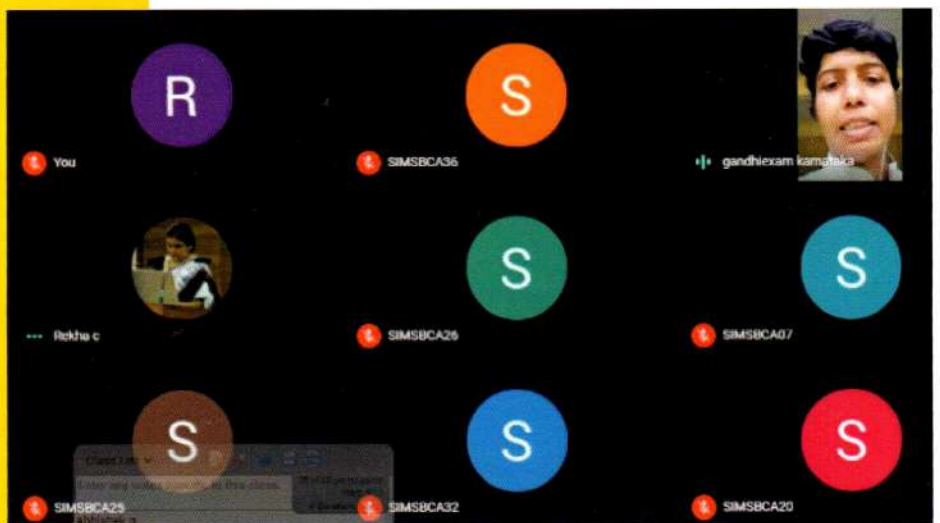 R
You
S
SIMSBCA36
gandhiexam karnataka
Rekha c
S
SIMSBCA26
S
SIMSBCA07
S
SIMSBCA25
S
SIMSBCA32
S
SIMSBCA20